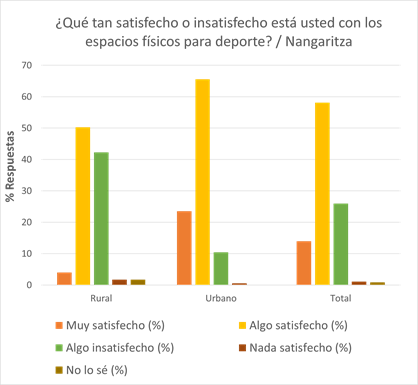 ¿Qué tan satisfecho o insatisfecho está usted con los
espacios físicos para deporte? / Nangaritza
% Respuestas
70
60
50
40
30
20
10
0
Rural Urbano Total
Muy satisfecho (%) Algo satisfecho (%)
Algo insatisfecho (%) Nada satisfecho (%)
No lo sé (%)